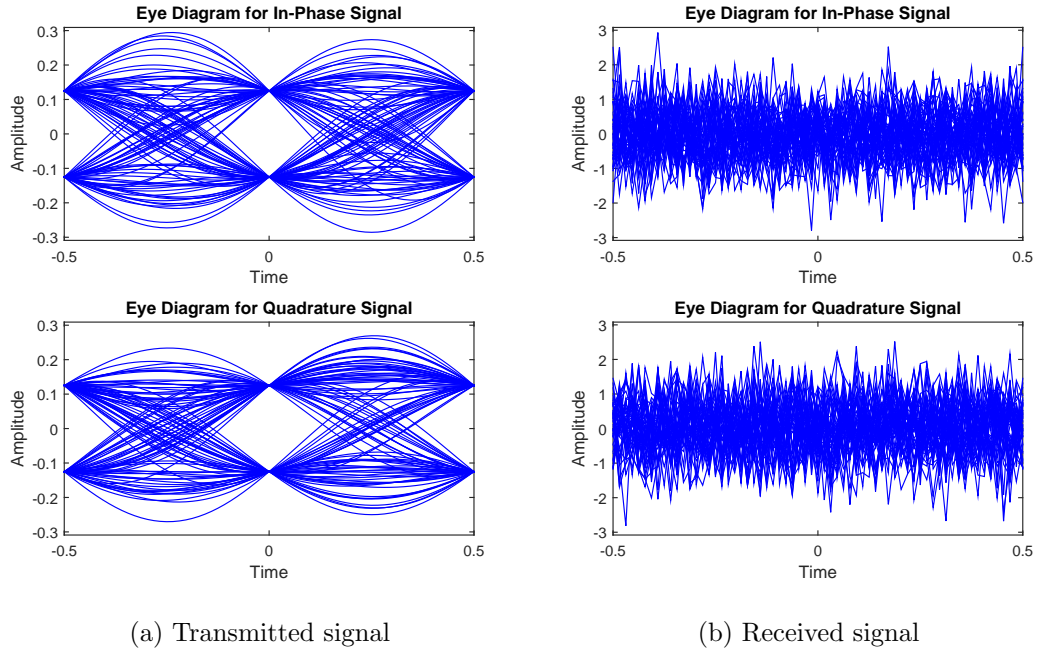 Eye Diagram for In-Phase Signal
0.3
0.2
0.1
0
-0.1
-0.2
-0.3
Amplitude
-0.5
0
0.5
Time
Eye Diagram for Quadrature Signal
0.3
0.2
0.1
0
-0.1
-0.2
-0.3
Amplitude
-0.5
0
0.5
Time
(a) Transmitted signal
Eye Diagram for In-Phase Signal
3
2
1
0
-1
-2
-3
Amplitude
-0.5
0
0.5
Time
Eye Diagram for Quadrature Signal
3
2
1
0
-1
-2
-3
Amplitude
-0.5
0
0.5
Time
(b) Received signal